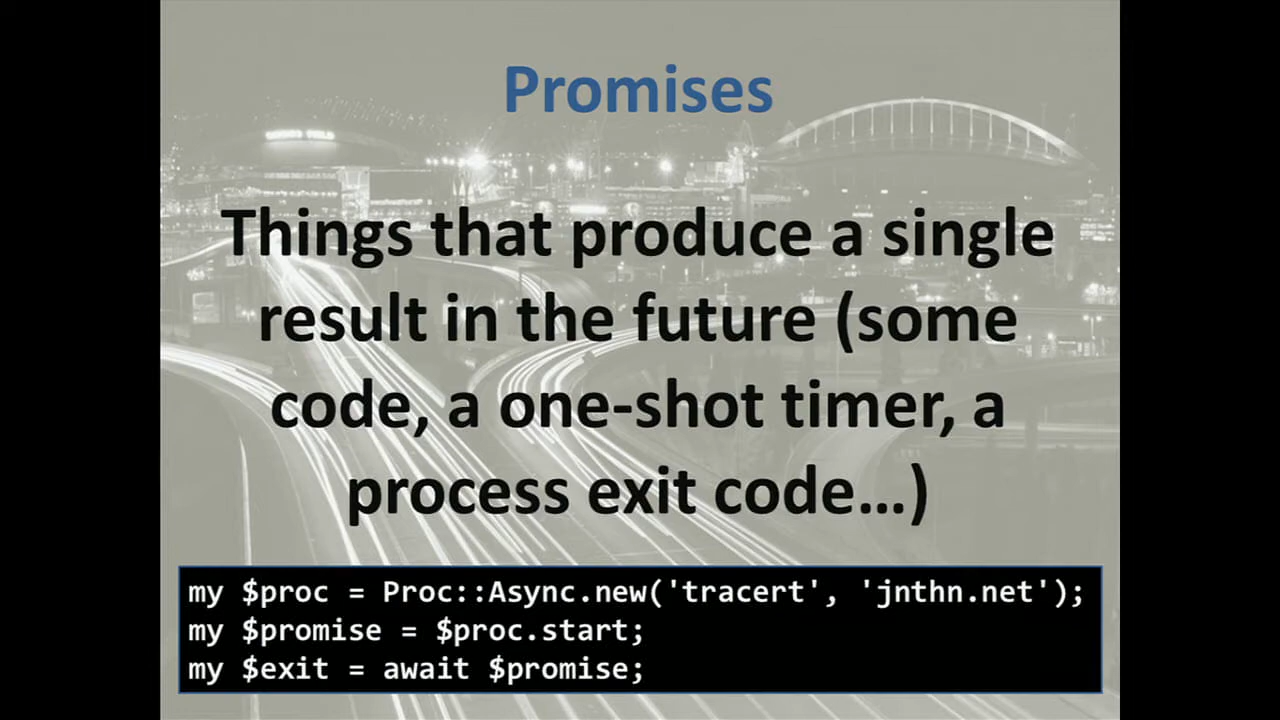 Promises
Things that produce a single
result in the future (some
code, a one-shot timer, a
process exit code…)
my $proc = Proc::Async.new('tracert', 'jnthn.net');
my $promise = $proc.start;
my $exit = await $promise;